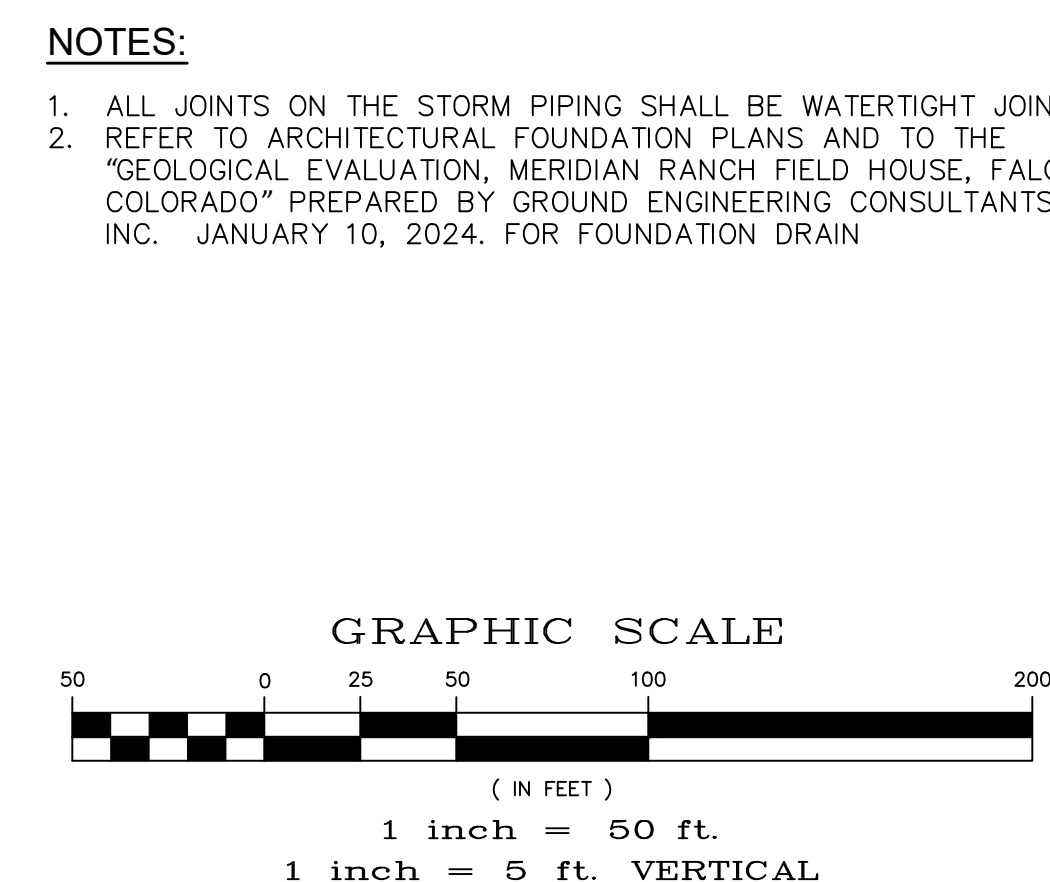 NOTES:
1. ALL JOINTS ON THE STORM PIPING SHALL BE WATERTIGHT
2. REFER TO ARCHITECTURAL FOUNDATION PLANS AND TO THE
"GEOLOGICAL EVALUATION, MERIDIAN RANCH FIELD HOUSE,
COLORADO" PREPARED BY GROUND ENGINEERING CONSULTANTS
INC. JANUARY 10, 2024. FOR FOUNDATION DRAIN
GRAPHIC SCALE
50 0 25 50 100 200
( IN FEET )
1 inch = 50 ft.
1 inch = 5 ft. VERTICAL